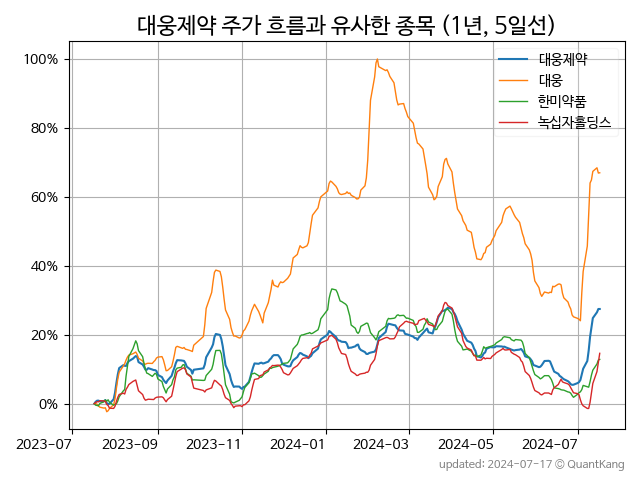 대웅제약 주가 흐름과 유사한 종목 (1년, 5일선)
대웅제약
대웅
한미약품
녹십자홀딩스
100%
80%
60%
40%
20%
0%
2023-07 2023-09 2023-11 2024-01 2024-03 2024-05 2024-07
updated: 2024-07-17 © QuantKang